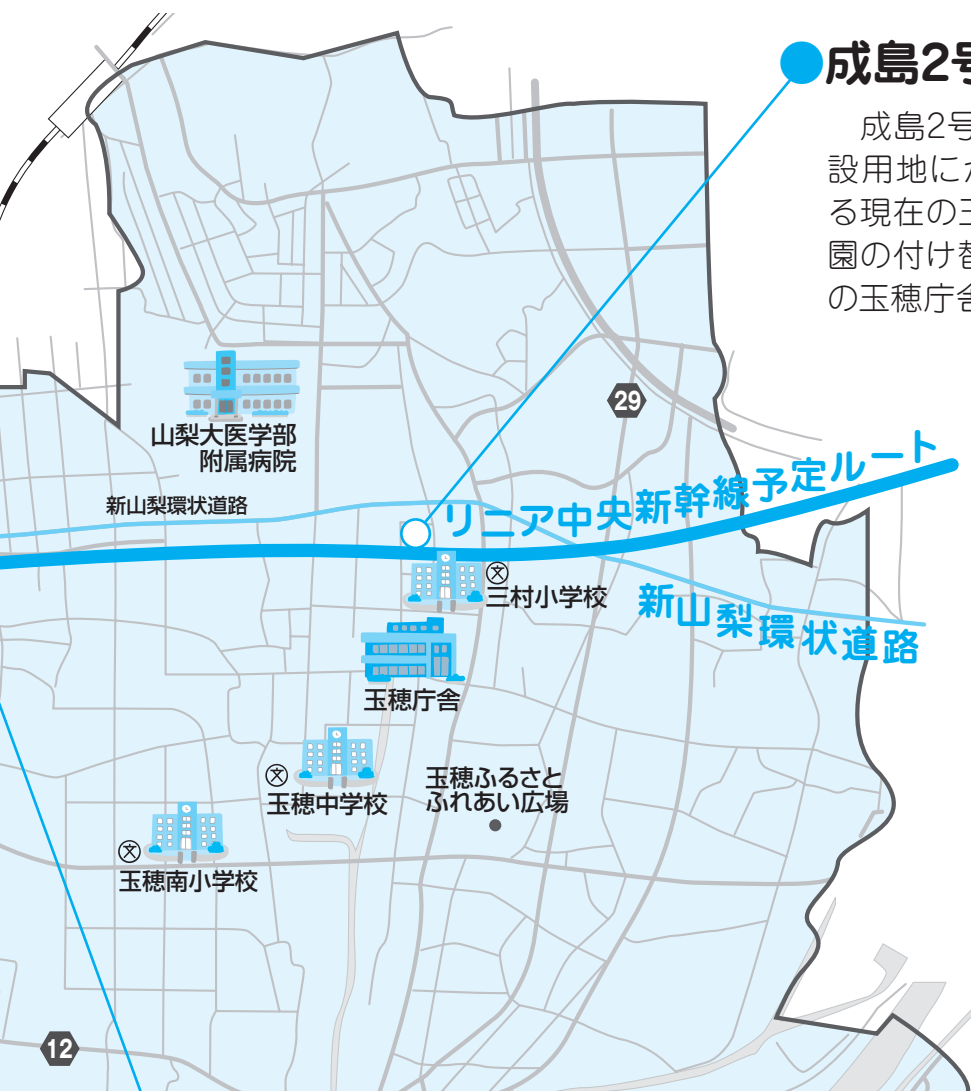 成島2号
成島2号
設用地にか
る現在の玉
園の付け替
の玉穂庁舎
29
山梨大医学部
附属病院
新山梨環状道路
リニア中央新幹線予定ルート
文
三村小学校
新山梨環状道路
玉穂庁舎
文
玉穂中学校
玉穂ふるさと
ふれあい広場
文
玉穂南小学校
12